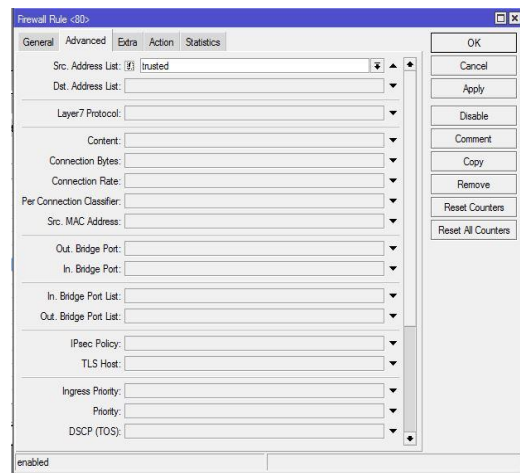 Firewall Rule <80>
General Advanced Extra Action Statistics
Src. Address List: ! trusted
Dst. Address List:
Layer7 Protocol:
Content:
Connection Bytes:
Connection Rate:
Per Connection Classifier:
Src. MAC Address:
Out. Bridge Port:
In. Bridge Port:
In. Bridge Port List:
Out. Bridge Port List:
IPsec Policy:
TLS Host:
Ingress Priority:
Priority:
DSCP (TOS):
OK
Cancel
Apply
Disable
Comment
Copy
Remove
Reset Counters
Reset All Counters
enabled